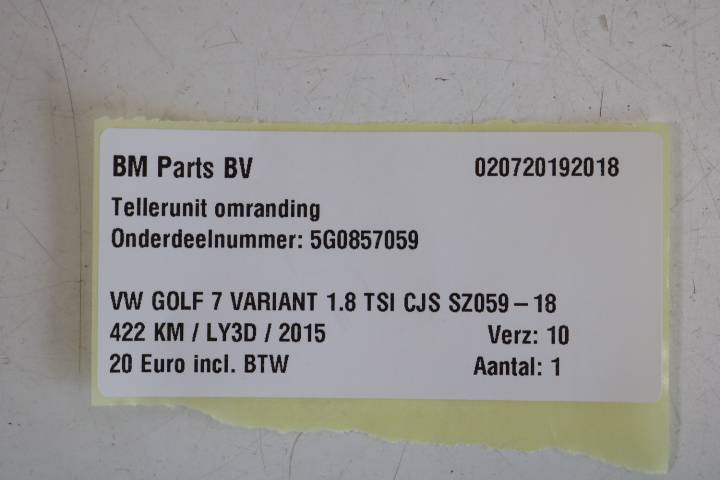 BM Parts BV 020720192018
Tellerunit omranding
Onderdeelnummer: 5G0857059
VW GOLF 7 VARIANT 1.8 TSI CJS SZ059-18
422 KM / LY3D / 2015 Verz: 10
20 Euro incl. BTW Aantal: 1